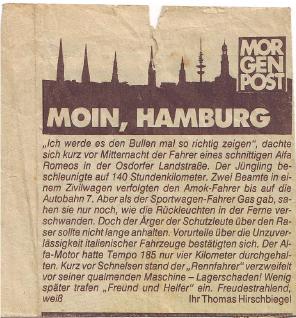 MOR
GEN
POST
MOIN, HAMBURG
„Ich werde es den Bullen mal so richtig zeigen", dachte
sich kurz vor Mitternacht der Fahrer eines schnittigen Alfa
Romeos in der Osdorfer Landstraße. Der Jüngling be-
schleunigte auf 140 Stundenkilometer. Zwei Beamte in ei-
nem Zivilwagen verfolgten den Amok-Fahrer bis auf die
Autobahn 7. Aber als der Sportwagen-Fahrer Gas gab, sa-
hen sie nur noch, wie die Rückleuchten in der Ferne ver-
schwanden. Doch der Ärger der Schutzleute über den Ra-
ser sollte nicht lange anhalten. Vorurteile über die Unzuver-
lässigkeit italienischer Fahrzeuge bestätigten sich. Der Al-
fa-Motor hatte Tempo 185 nur vier Kilometer durchgehal-
ten. Kurz vor Schnelsen stand der „Rennfahrer" verzweifelt
vor seiner qualmenden Maschine – Lagerschaden! Wenig
später trafen „Freund und Helfer" ein. Freudestrahlend,
weiß Ihr Thomas Hirschbiegel